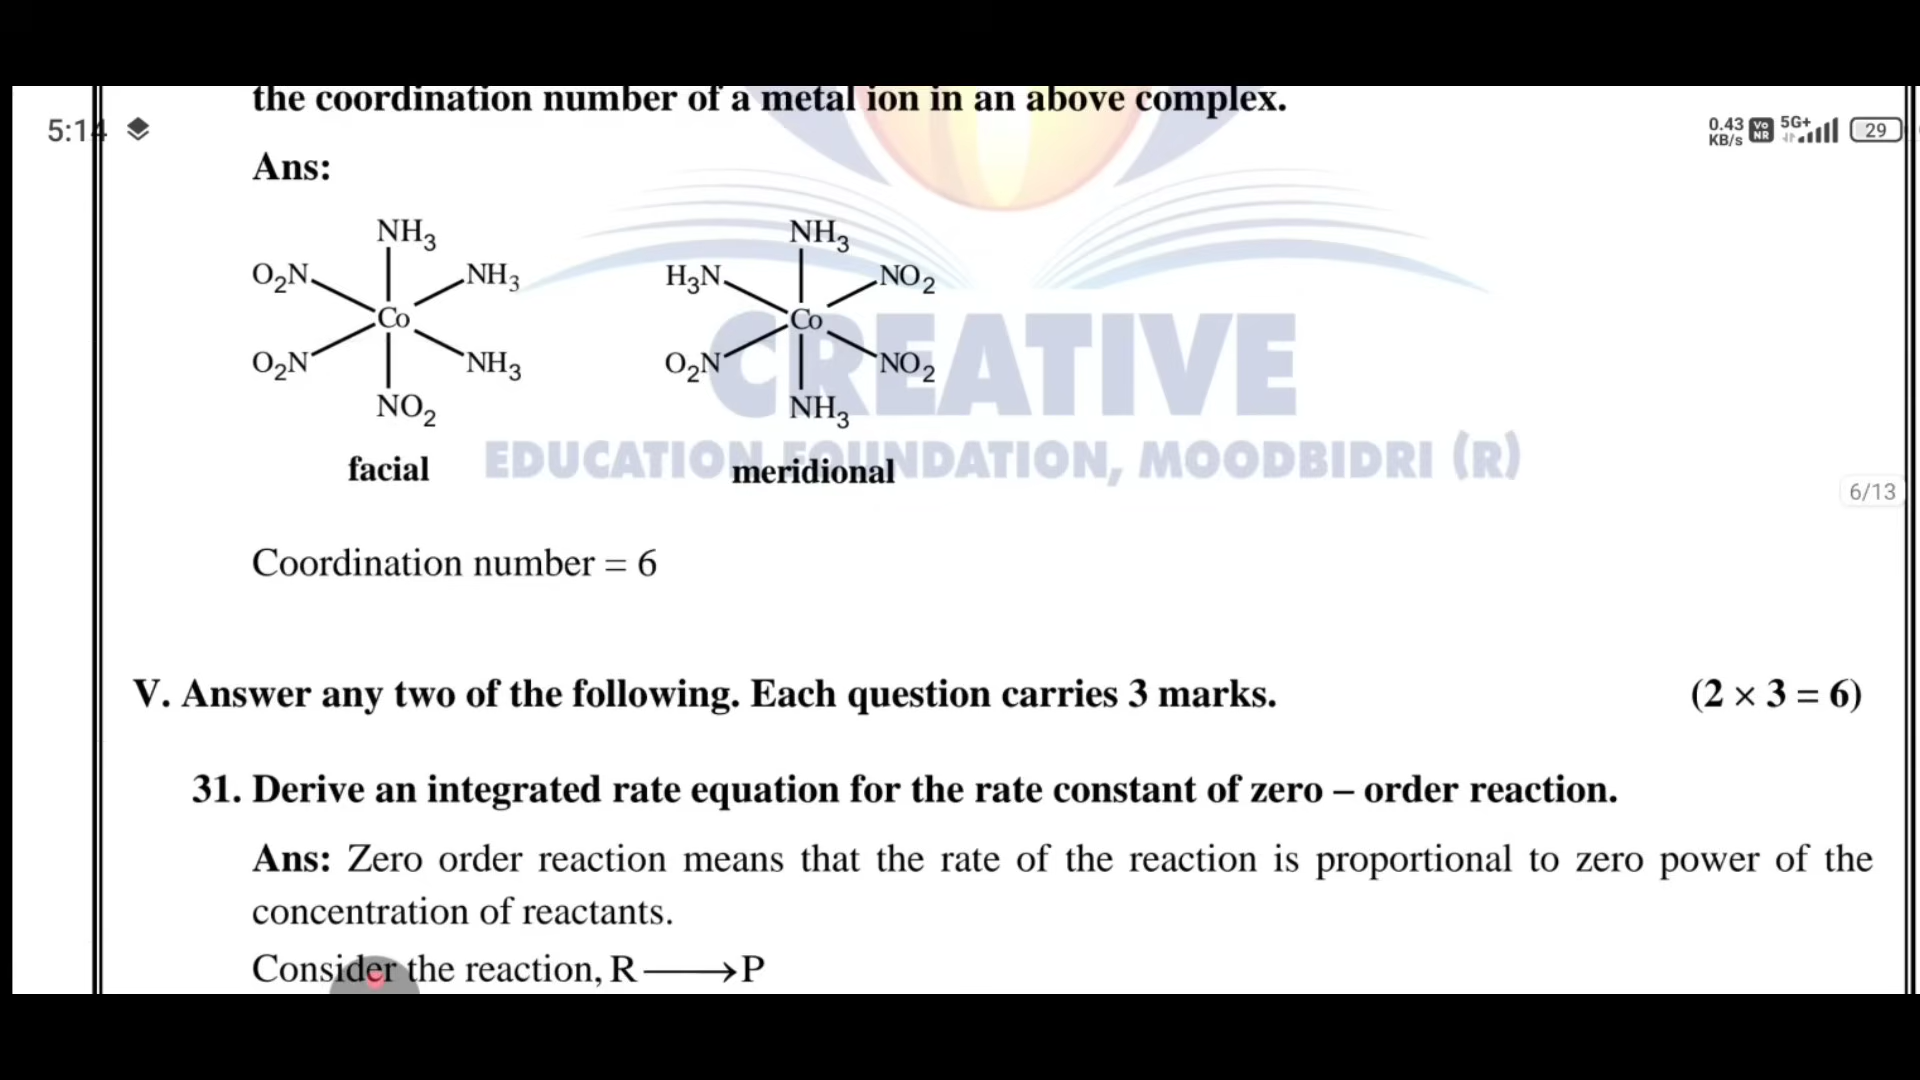 the coordination number of a metal ion in an above complex.
5:14
0.43 KB/s Vo NR 5G+ 29
Ans:
NH3 NH3
O2N NH3 H3N NO2
Co Co
O2N NH3 O2N NO2
NO2 NH3
CREATIVE
EDUCATION FOUNDATION, MOODBIDRI (R)
facial meridional
6/13
Coordination number = 6
V. Answer any two of the following. Each question carries 3 marks. (2 × 3 = 6)
31. Derive an integrated rate equation for the rate constant of zero – order reaction.
Ans: Zero order reaction means that the rate of the reaction is proportional to zero power of the
concentration of reactants.
Consider the reaction, R ⟶ P